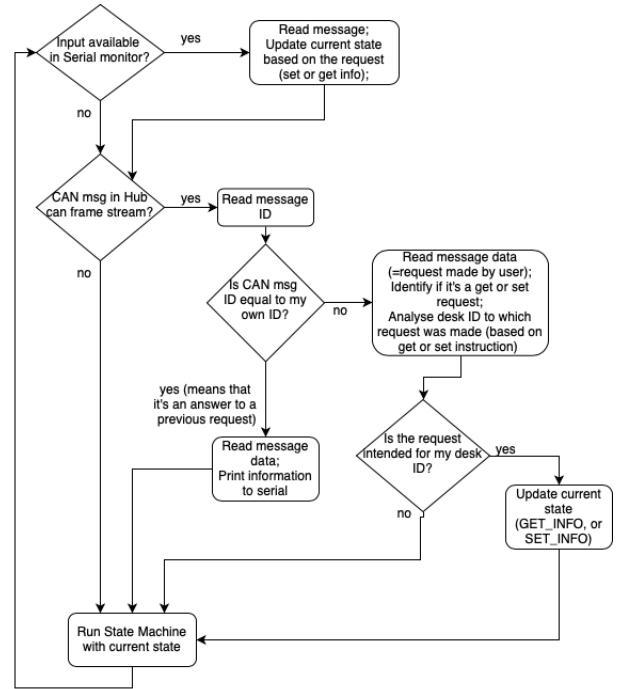 Input available
in Serial monitor?
yes
Read message;
Update current state
based on the request
(set or get info);
no
CAN msg in Hub
can frame stream?
yes
Read message
ID
no
Is CAN msg
ID equal to my
own ID?
no
Read message data
(=request made by user);
Identify if it's a get or set
request;
Analyse desk ID to which
request was made (based on
get or set instruction)
yes (means that
it's an answer to a
previous request)
Read message
data;
Print information
to serial
Is the request
intended for my desk
ID?
yes
no
Update current
state
(GET_INFO, or
SET_INFO)
Run State Machine
with current state